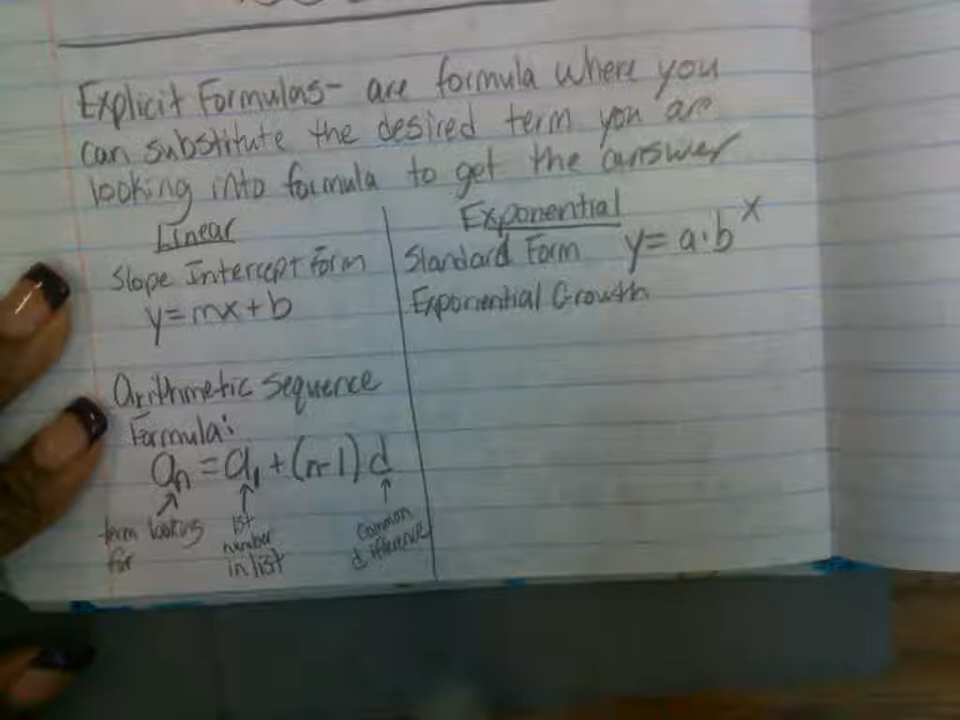 Explicit Formulas- are formula where you
can substitute the desired term you are
looking into formula to get the answer
Linear
Slope Intercept form
y=mx+b
Arithmetic sequence
Formula:
aₙ = a₁ + (n-1) d
term looking for
1st number in list
common difference
Exponential
Standard Form y= a·bˣ
Exponential Growth